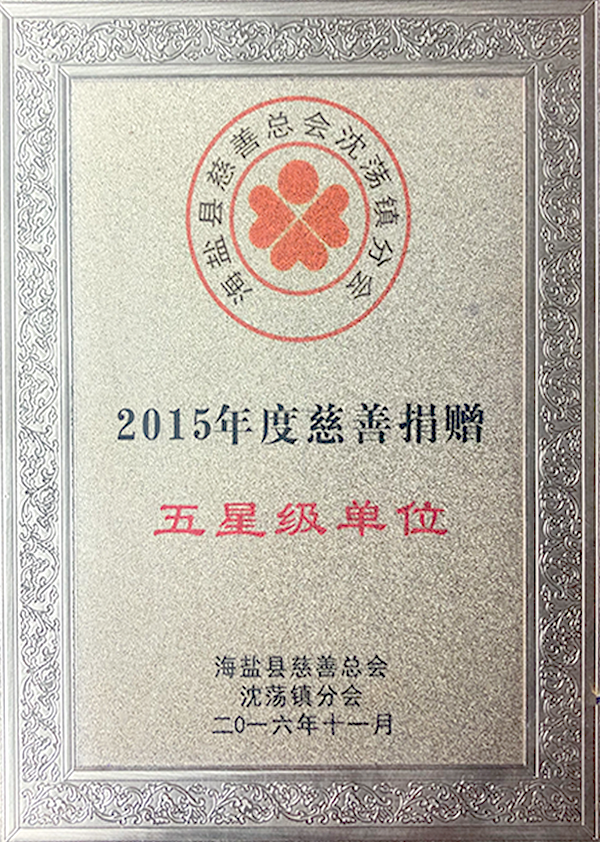 海盐县慈善总会沈荡镇分会
2015年度慈善捐赠
五星级单位
海盐县慈善总会
沈荡镇分会
二〇一六年十一月